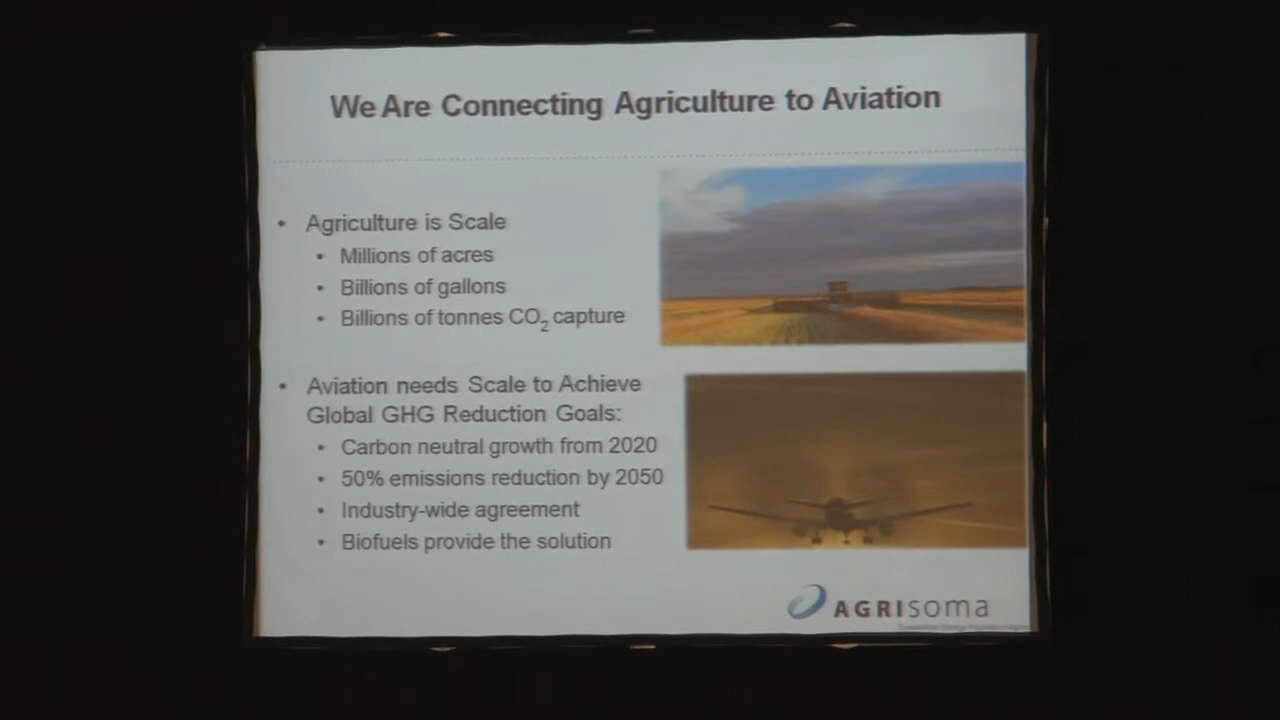 We Are Connecting Agriculture to Aviation
• Agriculture is Scale
• Millions of acres
• Billions of gallons
• Billions of tonnes CO2 capture
• Aviation needs Scale to Achieve
Global GHG Reduction Goals:
• Carbon neutral growth from 2020
• 50% emissions reduction by 2050
• Industry-wide agreement
• Biofuels provide the solution
AGRISOMA